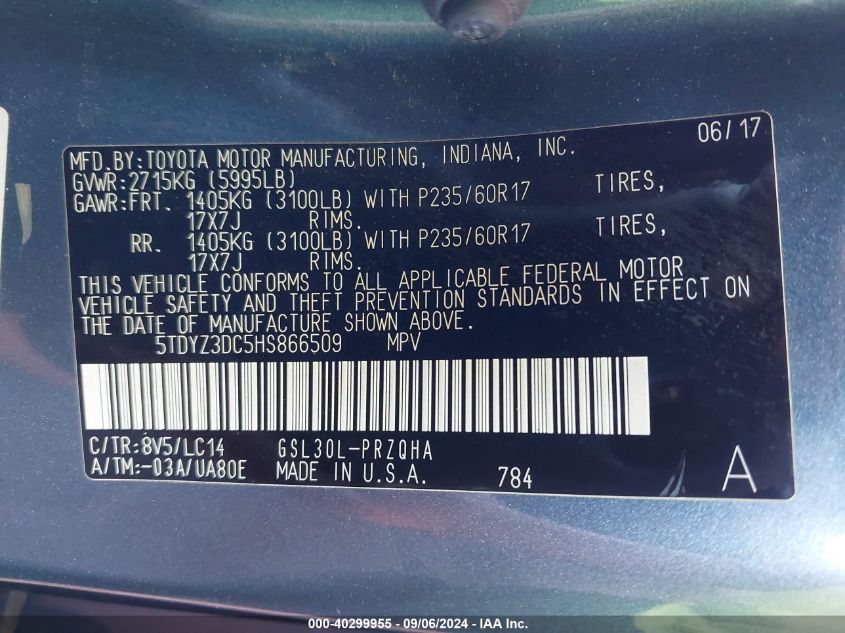 06/17
MFD.BY:TOYOTA MOTOR MANUFACTURING, INDIANA, INC.
GVWR:2715KG (5995LB)
GAWR:FRT. 1405KG (3100LB) WITH P235/60R17 TIRES,
17X7J RIMS.
RR. 1405KG (3100LB) WITH P235/60R17 TIRES,
17X7J RIMS.
THIS VEHICLE CONFORMS TO ALL APPLICABLE FEDERAL MOTOR
VEHICLE SAFETY AND THEFT PREVENTION STANDARDS IN EFFECT ON
THE DATE OF MANUFACTURE SHOWN ABOVE.
5TDYZ3DC5HS866509 MPV
C/TR:8V5/LC14 GSL30L-PRZQHA
A/TM:-03A/UA80E MADE IN U.S.A. 784 A
000-40299955 - 09/06/2024 - IAA Inc.